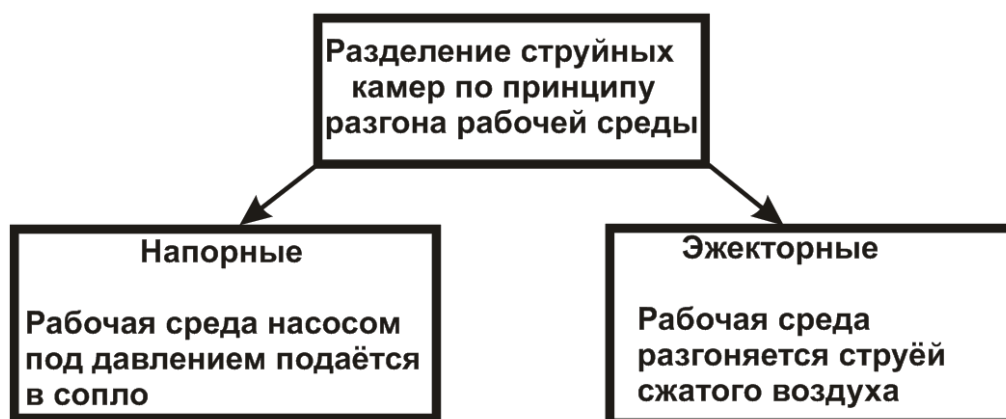 Разделение струйных
камер по принципу
разгона рабочей среды
Напорные
Рабочая среда насосом
под давлением подаётся
в сопло
Эжекторные
Рабочая среда
разгоняется струёй
сжатого воздуха